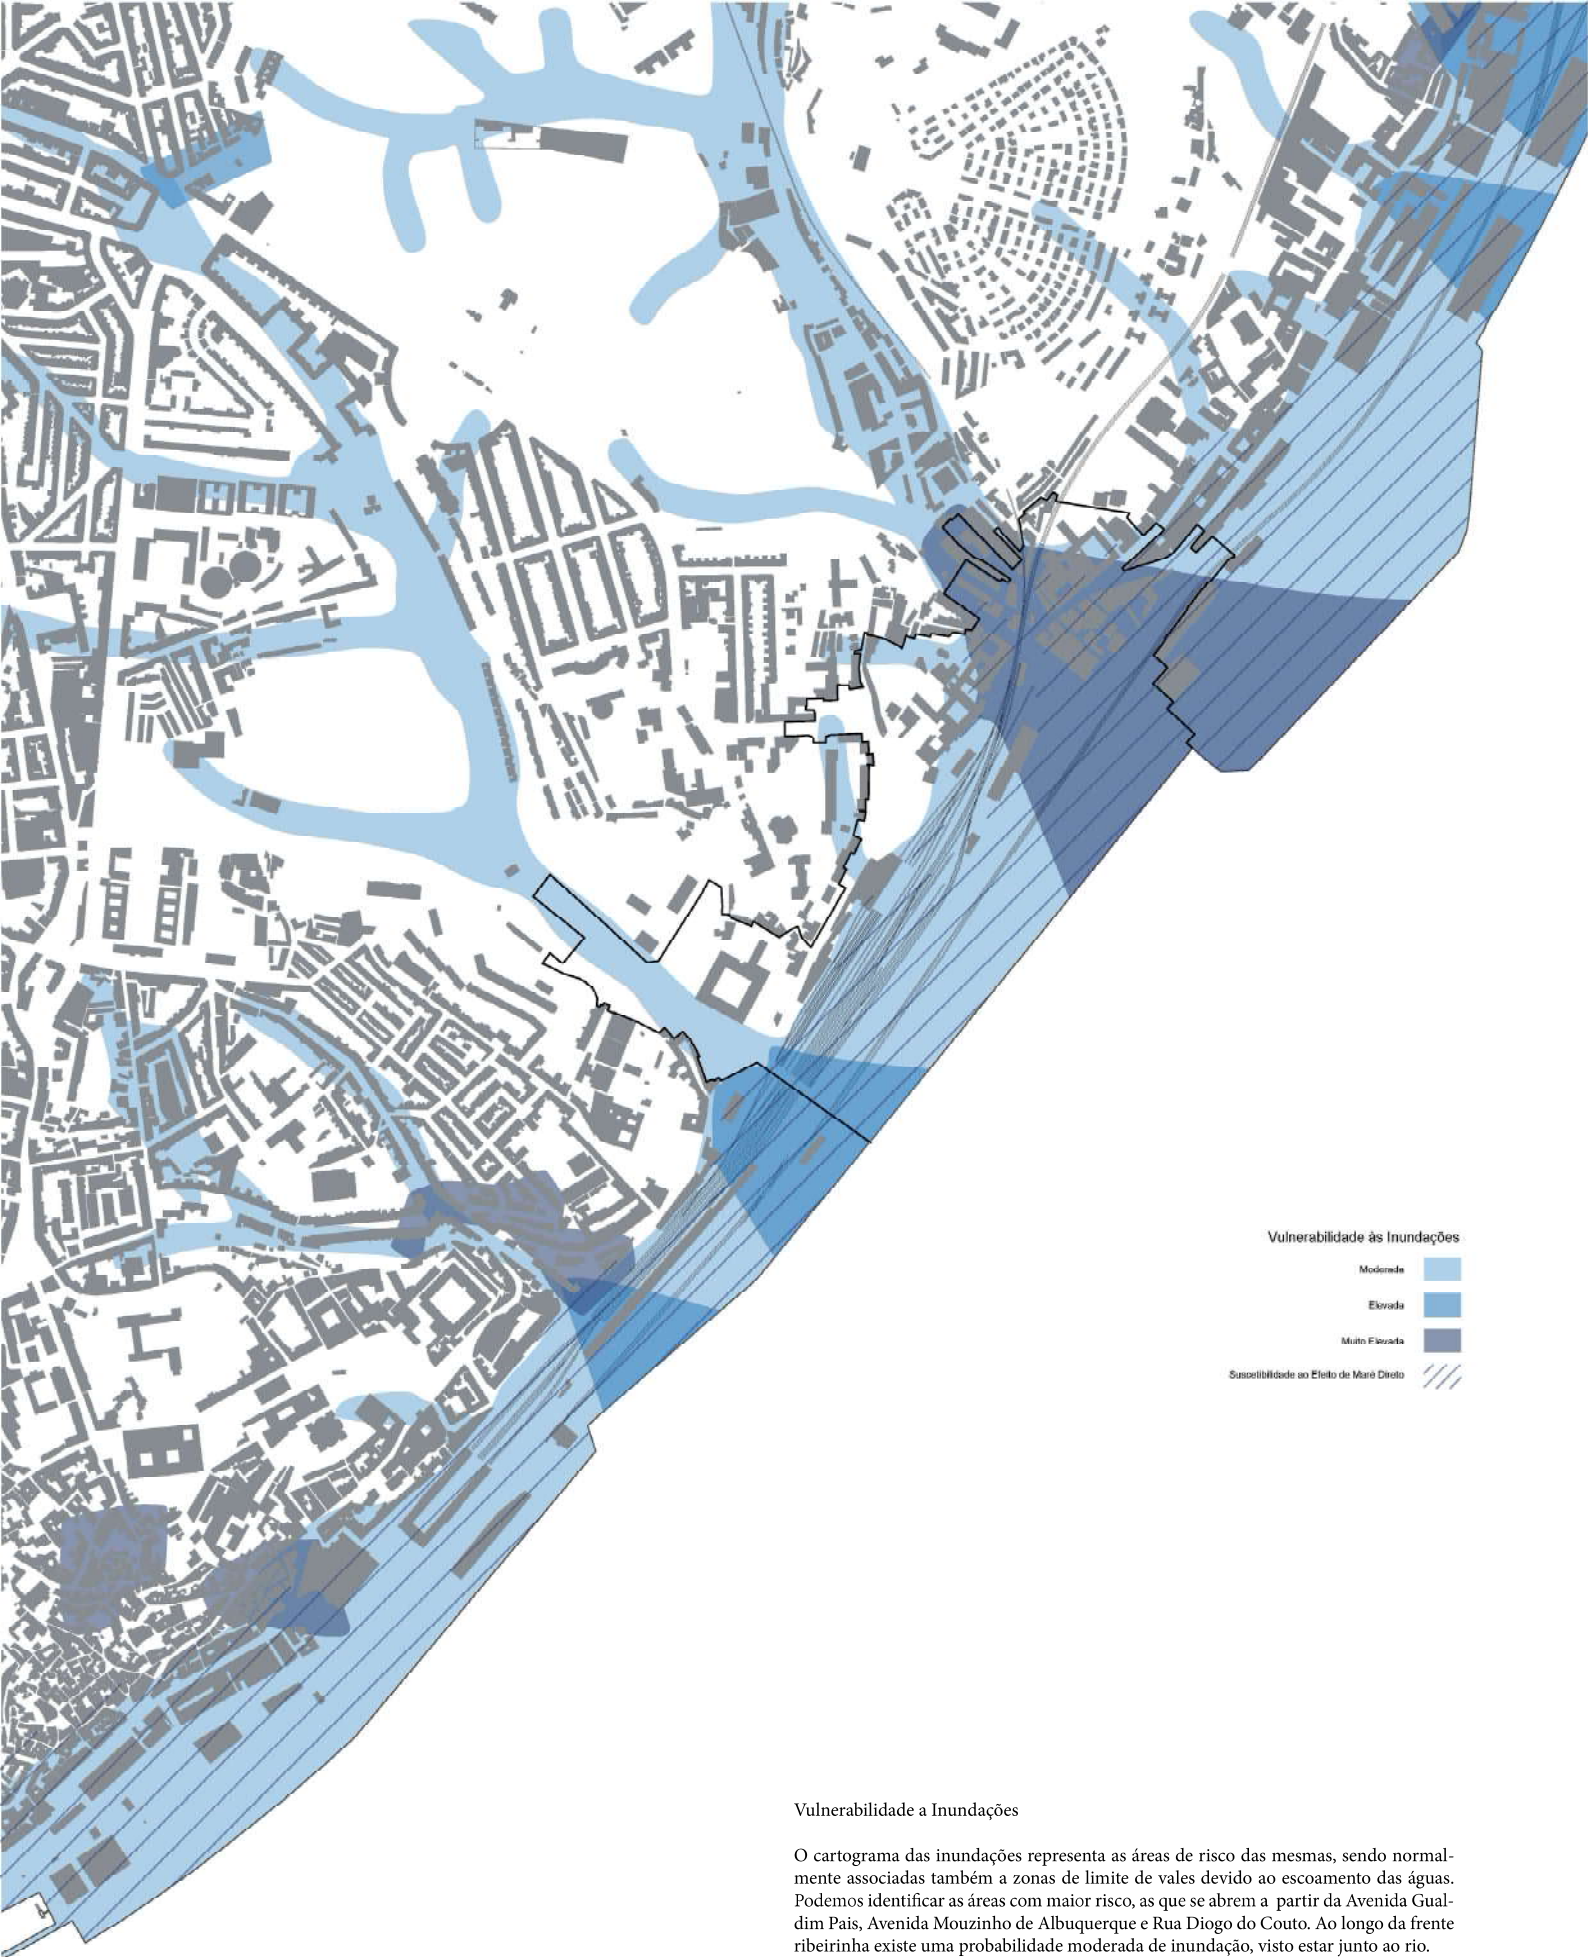 Vulnerabilidade às Inundações
Moderada
Elevada
Muito Elevada
Suscetibilidade ao Efeito de Maré Direto
Vulnerabilidade a Inundações
O cartograma das inundações representa as áreas de risco das mesmas, sendo normal-
mente associadas também a zonas de limite de vales devido ao escoamento das águas.
Podemos identificar as áreas com maior risco, as que se abrem a partir da Avenida Gual-
dim Pais, Avenida Mouzinho de Albuquerque e Rua Diogo do Couto. Ao longo da frente
ribeirinha existe uma probabilidade moderada de inundação, visto estar junto ao rio.